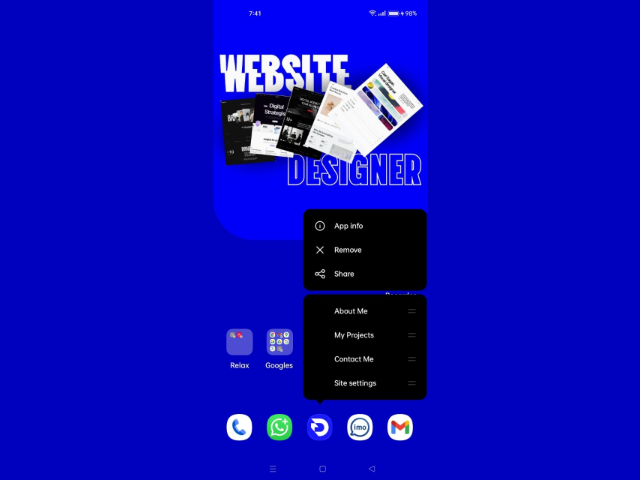 7:41
98%
WEBSITE
Digital
DESIGNER
App info
Remove
Share
About Me
My Projects
Contact Me
Site settings
Relax
Googles
imo